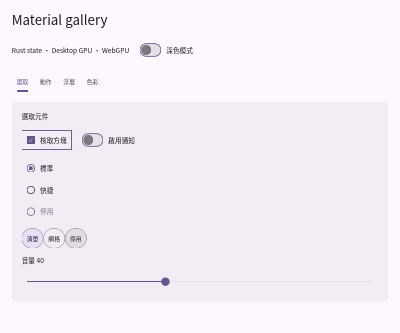 Material gallery
Rust state • Desktop GPU • WebGPU 深色模式
選取 動作 浮層 色彩
選取元件
核取方塊 啟用通知
標準
快捷
停用
清單 網格 停用
音量 40